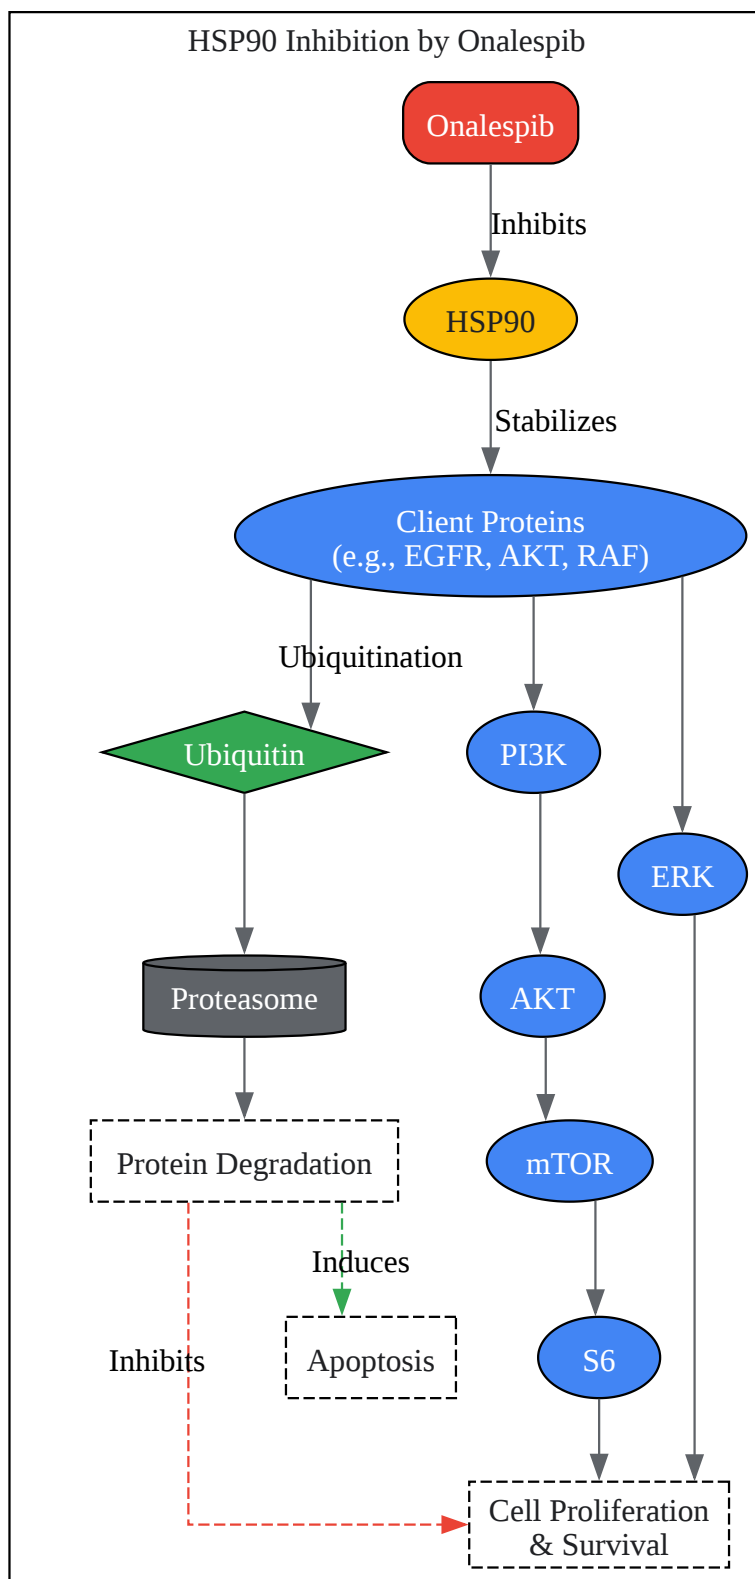 HSP90 Inhibition by Onalespib
Onalespib
Inhibits
HSP90
Stabilizes
Client Proteins
(e.g., EGFR, AKT, RAF)
Ubiquitination
Ubiquitin
PI3K
ERK
Proteasome
AKT
Protein Degradation
mTOR
Induces
Inhibits
Apoptosis
S6
Cell Proliferation
& Survival